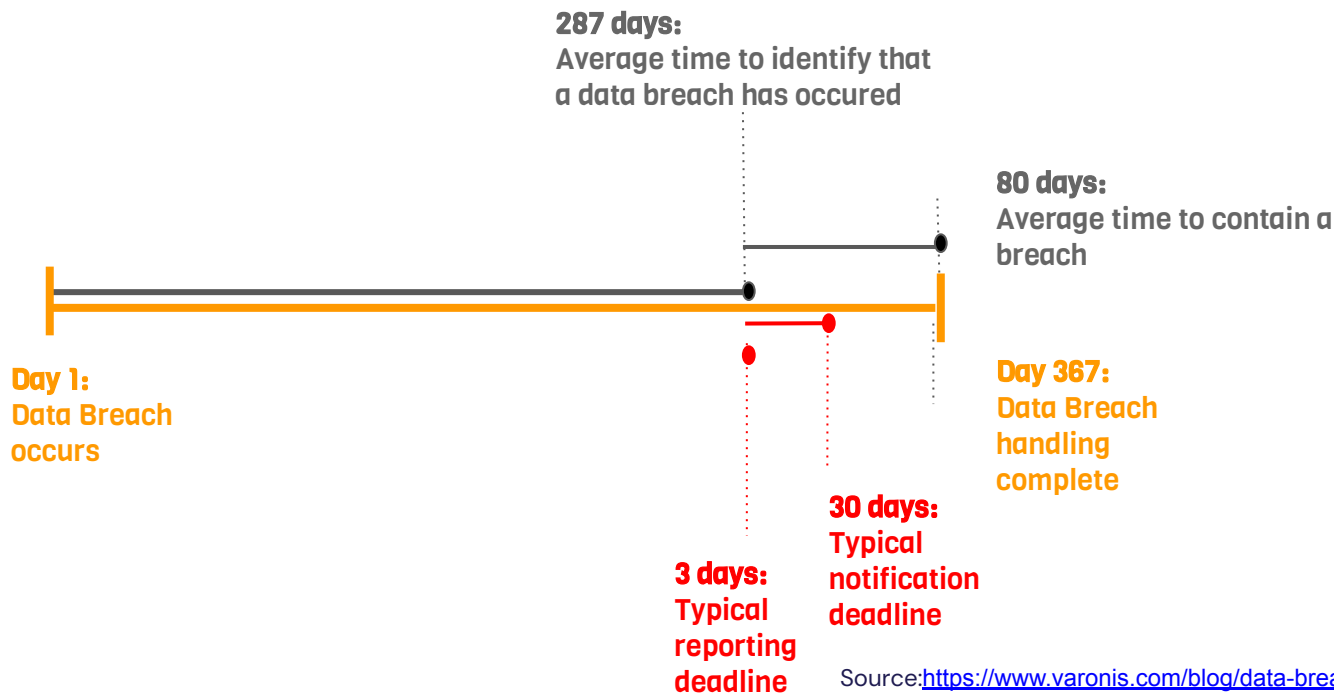 287 days:
Average time to identify that
a data breach has occured
80 days:
Average time to contain a
breach
Day 1:
Data Breach
occurs
Day 367:
Data Breach
handling
complete
30 days:
Typical
notification
deadline
3 days:
Typical
reporting
deadline
Source:https://www.varonis.com/blog/data-brea